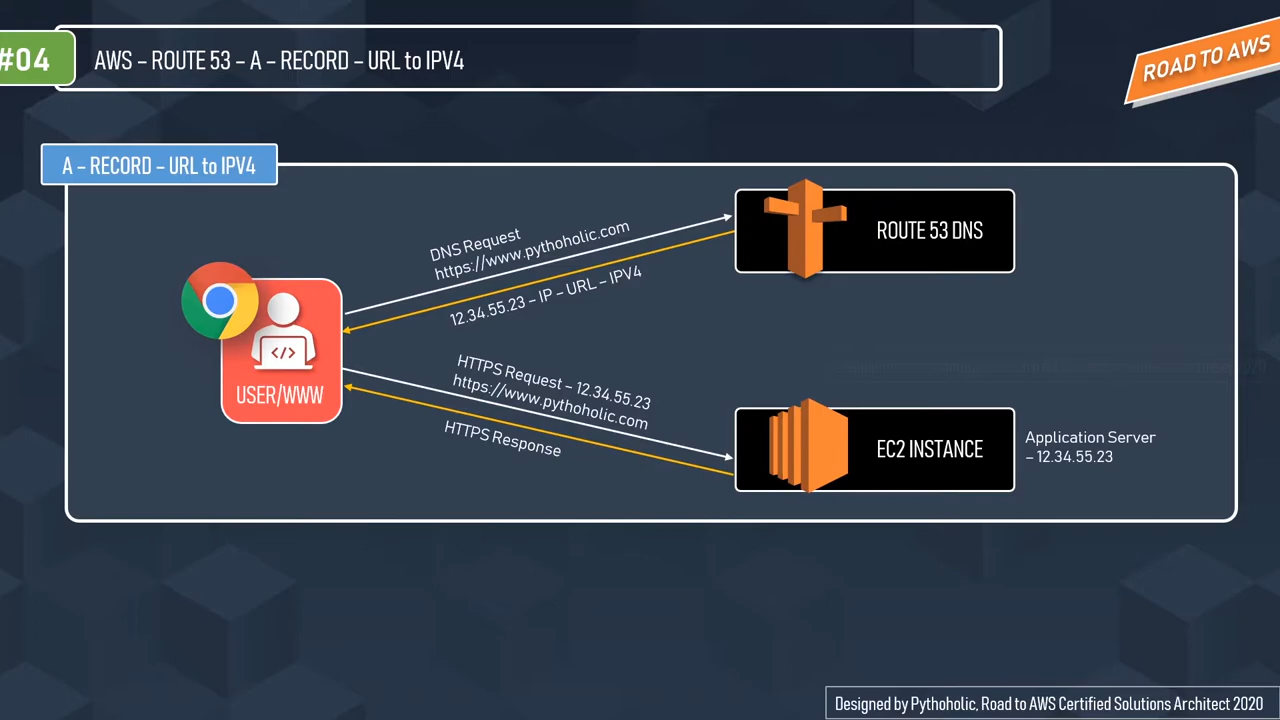 #04
AWS – ROUTE 53 – A – RECORD – URL to IPV4
ROAD TO AWS
A – RECORD – URL to IPV4
DNS Request
https://www.pythoholic.com
12.34.55.23 – IP – URL – IPV4
ROUTE 53 DNS
USER/WWW
HTTPS Request – 12.34.55.23
https://www.pythoholic.com
HTTPS Response
EC2 INSTANCE
Application Server
– 12.34.55.23
Designed by Pythoholic, Road to AWS Certified Solutions Architect 2020